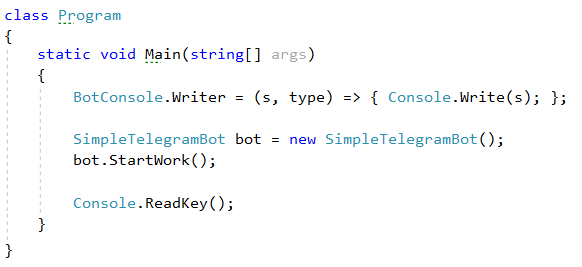 class Program
{
    static void Main(string[] args)
    {
        BotConsole.Writer = (s, type) => { Console.Write(s); };

        SimpleTelegramBot bot = new SimpleTelegramBot();
        bot.StartWork();

        Console.ReadKey();
    }
}